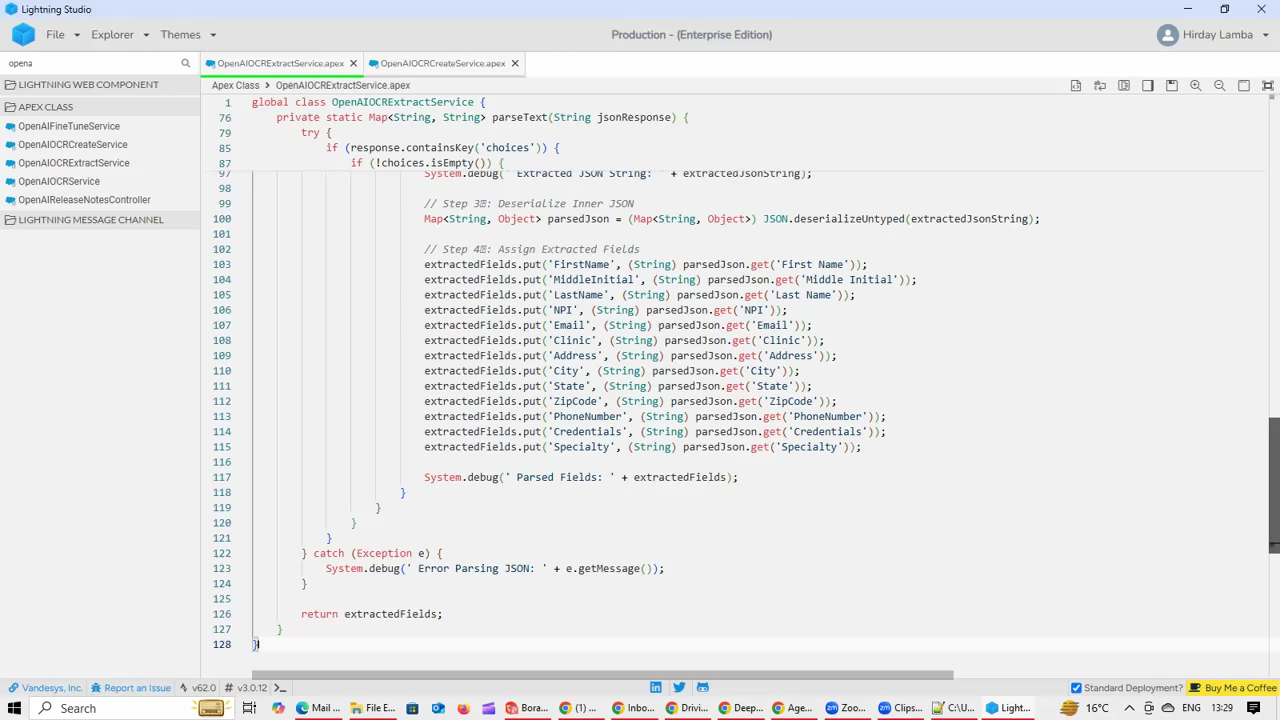 Lightning Studio
File Explorer Themes Production - (Enterprise Edition) Hirday Lamba
opena
OpenAIOCRExtractService.apex OpenAIOCRCreateService.apex
LIGHTNING WEB COMPONENT
APEX CLASS
OpenAIFineTuneService
OpenAIOCRCreateService
OpenAIOCRExtractService
OpenAIOCRService
OpenAIReleaseNotesController
LIGHTNING MESSAGE CHANNEL
Apex Class > OpenAIOCRExtractService.apex
1 global class OpenAIOCRExtractService {
76 private static Map<String, String> parseText(String jsonResponse) {
79 try {
85 if (response.containsKey('choices')) {
87 if (!choices.isEmpty()) {
97 System.debug(' Extracted JSON String: ' + extractedJsonString);
98
99 // Step 3: Deserialize Inner JSON
100 Map<String, Object> parsedJson = (Map<String, Object>) JSON.deserializeUntyped(extractedJsonString);
101
102 // Step 4: Assign Extracted Fields
103 extractedFields.put('FirstName', (String) parsedJson.get('First Name'));
104 extractedFields.put('MiddleInitial', (String) parsedJson.get('Middle Initial'));
105 extractedFields.put('LastName', (String) parsedJson.get('Last Name'));
106 extractedFields.put('NPI', (String) parsedJson.get('NPI'));
107 extractedFields.put('Email', (String) parsedJson.get('Email'));
108 extractedFields.put('Clinic', (String) parsedJson.get('Clinic'));
109 extractedFields.put('Address', (String) parsedJson.get('Address'));
110 extractedFields.put('City', (String) parsedJson.get('City'));
111 extractedFields.put('State', (String) parsedJson.get('State'));
112 extractedFields.put('ZipCode', (String) parsedJson.get('ZipCode'));
113 extractedFields.put('PhoneNumber', (String) parsedJson.get('PhoneNumber'));
114 extractedFields.put('Credentials', (String) parsedJson.get('Credentials'));
115 extractedFields.put('Specialty', (String) parsedJson.get('Specialty'));
116
117 System.debug(' Parsed Fields: ' + extractedFields);
118 }
119 }
120 }
121 }
122 } catch (Exception e) {
123 System.debug(' Error Parsing JSON: ' + e.getMessage());
124 }
125
126 return extractedFields;
127 }
128 }
Vandesys, Inc. Report an Issue v62.0 # v3.0.12 Standard Deployment? Buy Me a Coffee
Search Mail ... File E... (1) ... Bora... Inbo... Drivi... Deep... Age... Zoo... Clips... C:\U... Light... 16°C 13:29